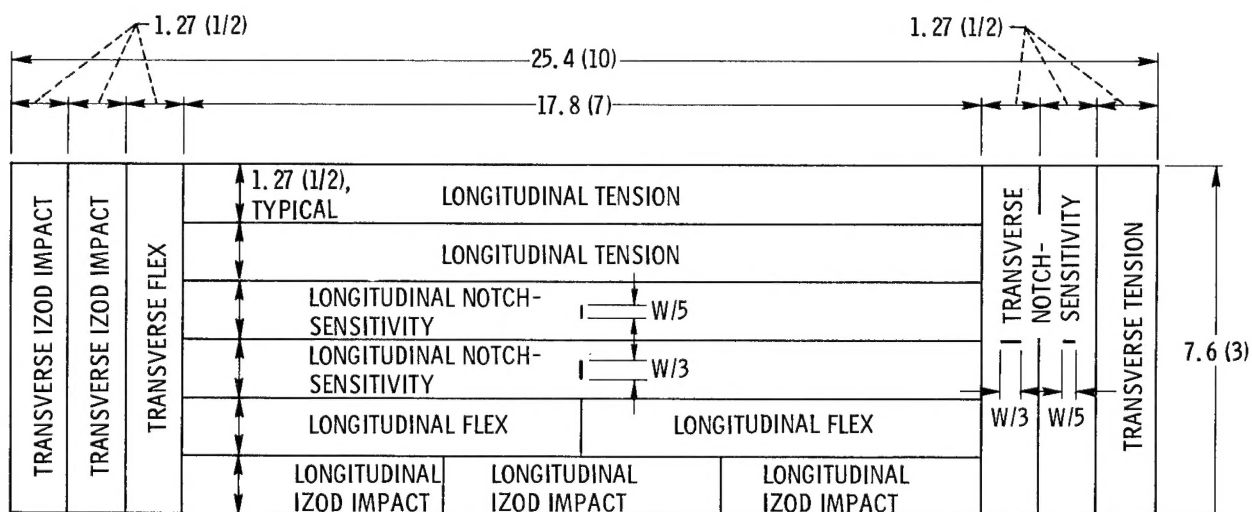 1.27 (1/2)
1.27 (1/2)
25.4 (10)
17.8 (7)
TRANSVERSE IZOD IMPACT
TRANSVERSE IZOD IMPACT
TRANSVERSE FLEX
1.27 (1/2),
TYPICAL
LONGITUDINAL TENSION
LONGITUDINAL TENSION
LONGITUDINAL NOTCH-
SENSITIVITY
W/5
LONGITUDINAL NOTCH-
SENSITIVITY
W/3
LONGITUDINAL FLEX
LONGITUDINAL FLEX
LONGITUDINAL
IZOD IMPACT
LONGITUDINAL
IZOD IMPACT
LONGITUDINAL
IZOD IMPACT
TRANSVERSE
NOTCH-
SENSITIVITY
W/3
W/5
TRANSVERSE TENSION
7.6 (3)